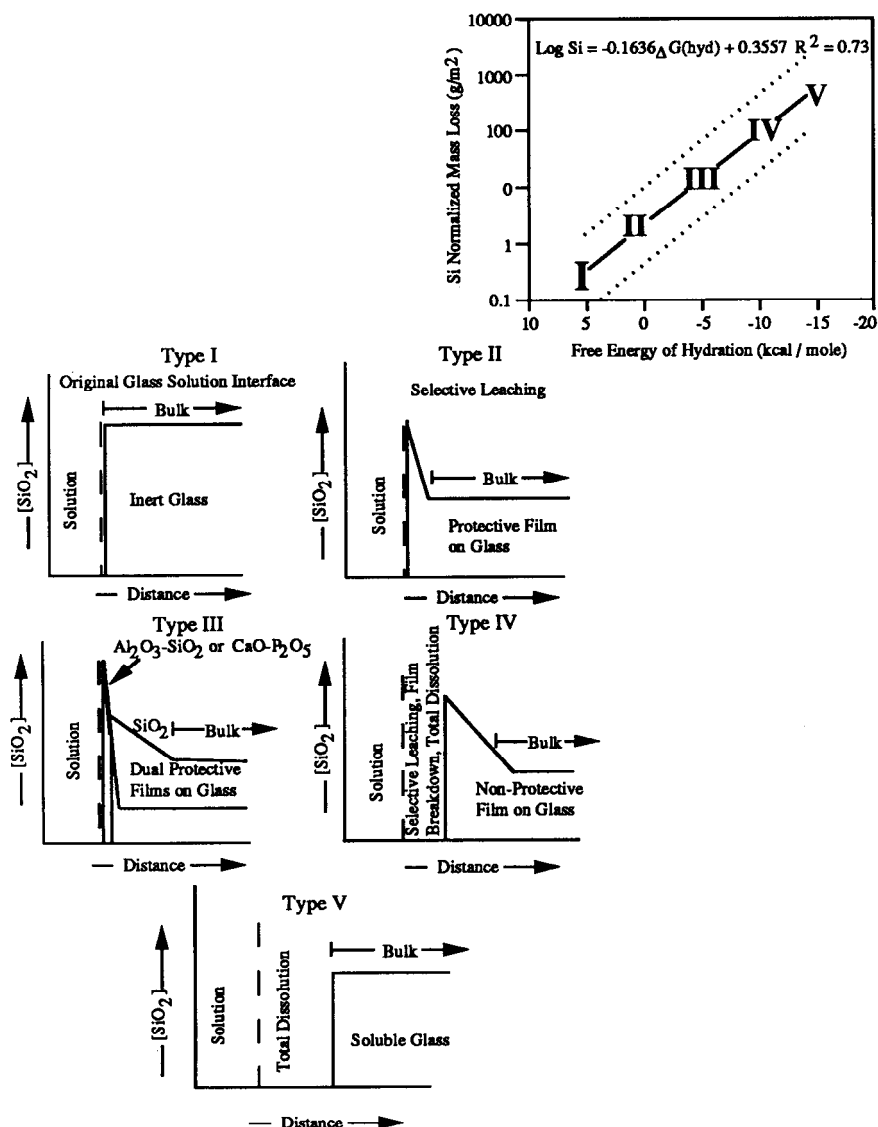 Log Si = -0.1636ΔG(hyd) + 0.3557 R² = 0.73
Si Normalized Mass Loss (g/m²)
10000
1000
100
0
1
0.1
I
II
III
IV
V
10 5 0 -5 -10 -15 -20
Free Energy of Hydration (kcal / mole)
Type I
Original Glass Solution Interface
Bulk
[SiO₂]
Solution
Inert Glass
Distance
Type II
Selective Leaching
Bulk
[SiO₂]
Solution
Protective Film
on Glass
Distance
Type III
Al₂O₃-SiO₂ or CaO-P₂O₅
[SiO₂]
Solution
SiO₂
Bulk
Dual Protective
Films on Glass
Distance
Type IV
[SiO₂]
Solution
Selective Leaching, Film
Breakdown, Total Dissolution
Bulk
Non-Protective
Film on Glass
Distance
Type V
[SiO₂]
Solution
Total Dissolution
Bulk
Soluble Glass
Distance